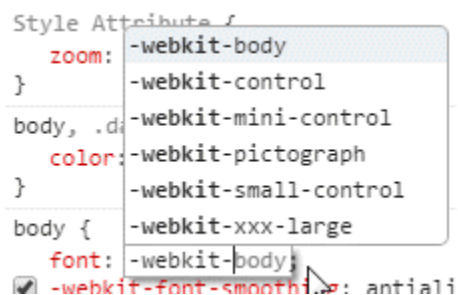 Style Attribute {
zoom:
}
body, .da
color:
}
body {
font: -webkit-body;
-webkit-font-smoothing: antiali
-webkit-body
-webkit-control
-webkit-mini-control
-webkit-pictograph
-webkit-small-control
-webkit-xxx-large